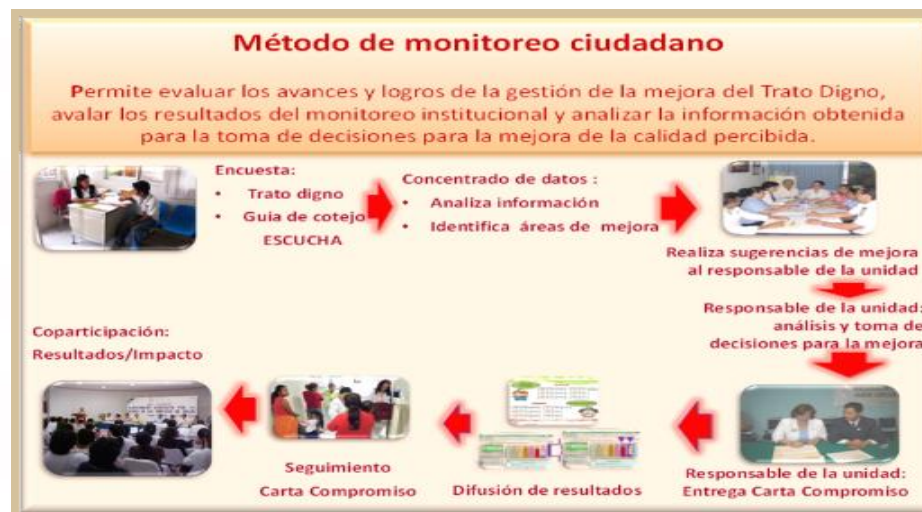 Método de monitoreo ciudadano
Permite evaluar los avances y logros de la gestión de la mejora del Trato Digno,
avalar los resultados del monitoreo institucional y analizar la información obtenida
para la toma de decisiones para la mejora de la calidad percibida.
Encuesta:
• Trato digno
• Guia de cotejo
ESCUCHA
Concentrado de datos :
• Analiza información
• Identifica áreas de mejora
Realiza sugerencias de mejora
al responsable de la unidad
Responsable de la unidad:
análisis y toma de
decisiones para la mejora
Responsable de la unidad:
Entrega Carta Compromiso
Difusión de resultados
Seguimiento
Carta Compromiso
Coparticipación:
Resultados/Impacto